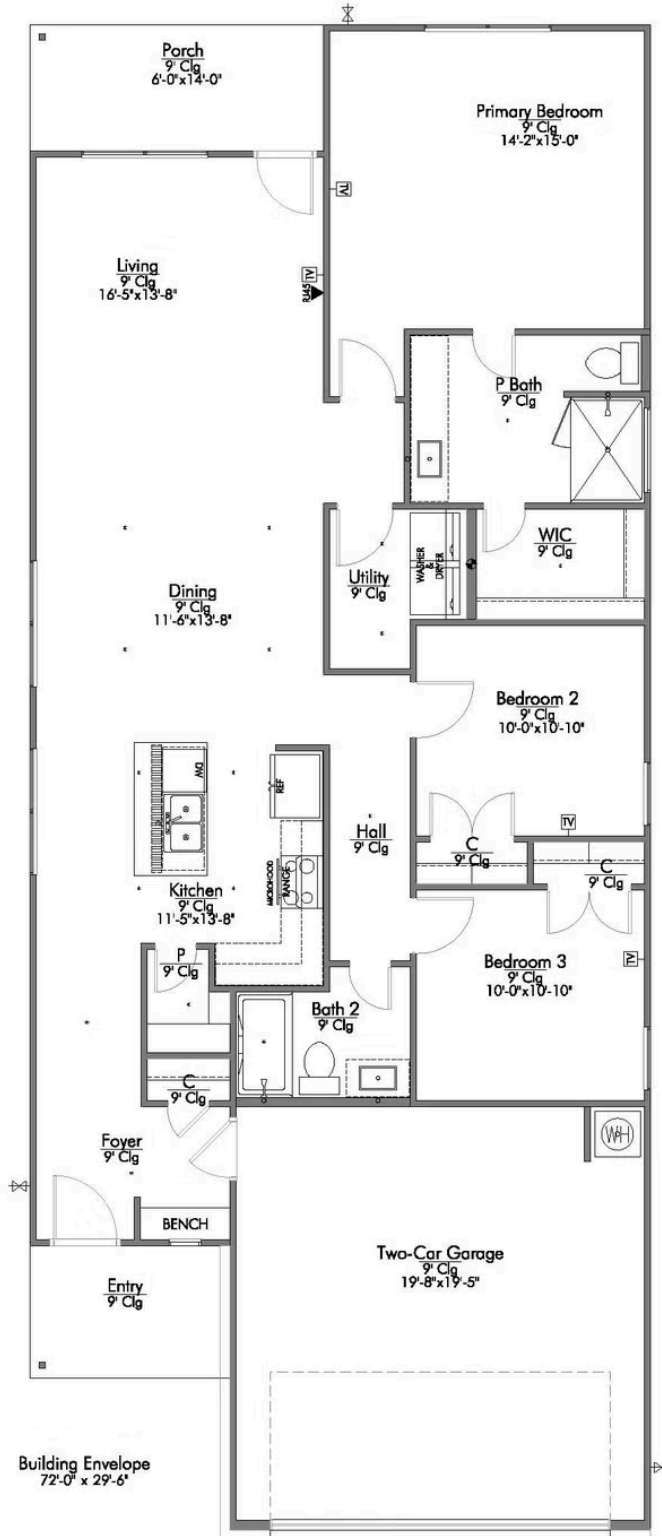 Porch
9' Clg
6'-0"x14'-0"
Primary Bedroom
9' Clg
14'-2"x15'-0"
TV
Living
9' Clg
16'-5"x13'-8"
TV
RJ45
P Bath
9' Clg
WIC
9' Clg
Utility
9' Clg
WASHER
&
DRYER
Dining
9' Clg
11'-6"x13'-8"
Bedroom 2
9' Clg
10'-0"x10'-10"
TV
DW
REF
Hall
9' Clg
C
9' Clg
C
9' Clg
MICROHOOD
RANGE
Kitchen
9' Clg
11'-5"x13'-8"
P
9' Clg
Bedroom 3
9' Clg
10'-0"x10'-10"
TV
Bath 2
9' Clg
C
9' Clg
WH
Foyer
9' Clg
BENCH
Two-Car Garage
9' Clg
19'-8"x19'-5"
Entry
9' Clg
Building Envelope
72'-0" x 29'-6"